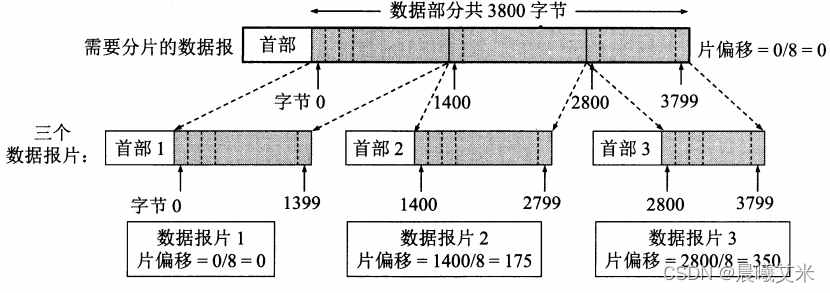 数据部分共 3800 字节
需要分片的数据报 首部 片偏移 = 0/8 = 0
字节 0 1400 2800 3799
三个
数据报片： 首部 1 首部 2 首部 3
字节 0 1399 1400 2799 2800 3799
数据报片 1 数据报片 2 数据报片 3
片偏移 = 0/8 = 0 片偏移 = 1400/8 = 175 片偏移 = 2800/8 = 350
CSDN @晨曦艾米